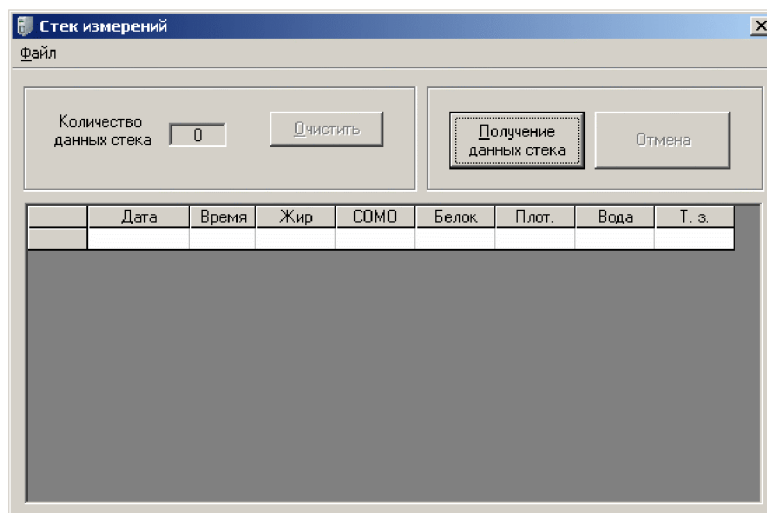 Стек измерений
Файл
Количество
данных стека
0
Очистить
Получение
данных стека
Отмена
Дата Время Жир СОМО Белок Плот. Вода Т. з.